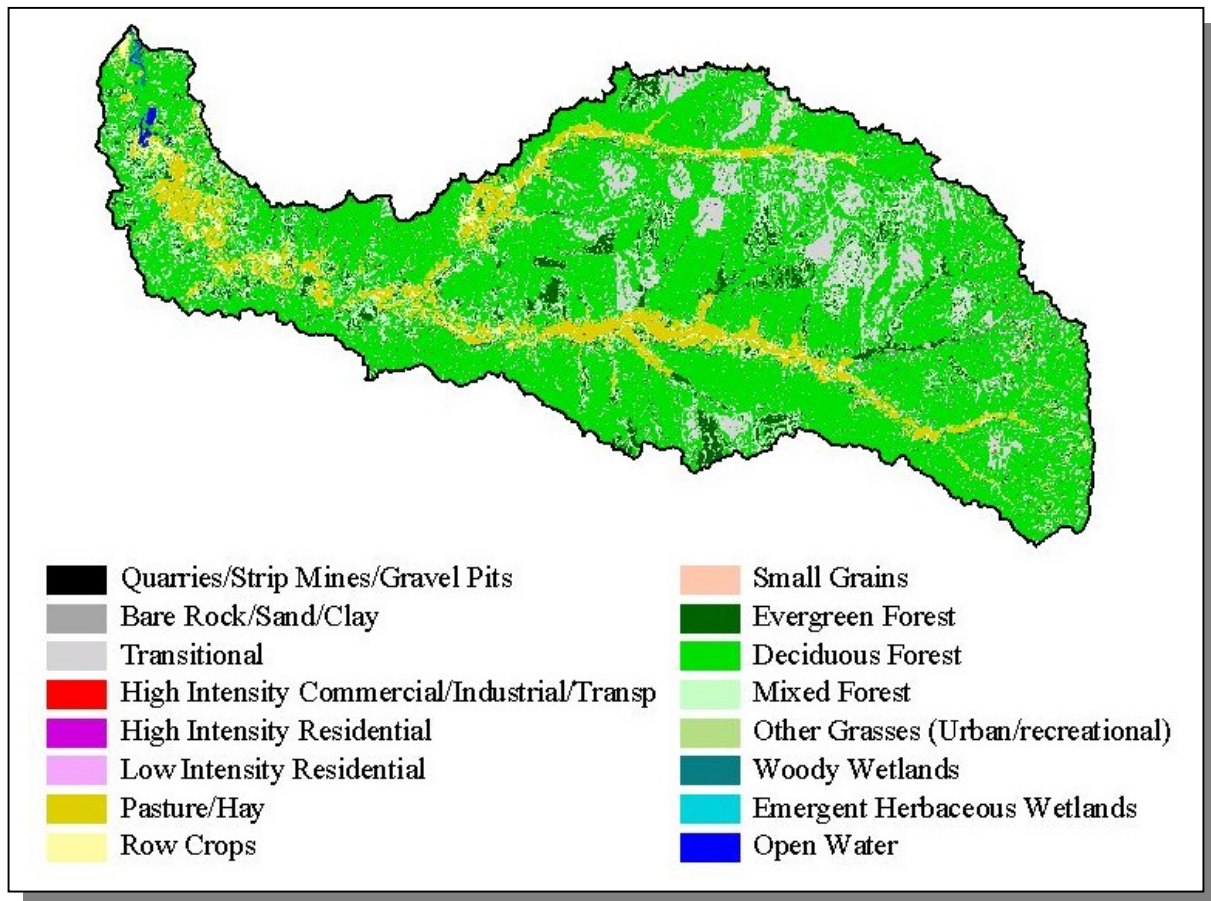 Quarries/Strip Mines/Gravel Pits
Bare Rock/Sand/Clay
Transitional
High Intensity Commercial/Industrial/Transp
High Intensity Residential
Low Intensity Residential
Pasture/Hay
Row Crops
Small Grains
Evergreen Forest
Deciduous Forest
Mixed Forest
Other Grasses (Urban/recreational)
Woody Wetlands
Emergent Herbaceous Wetlands
Open Water